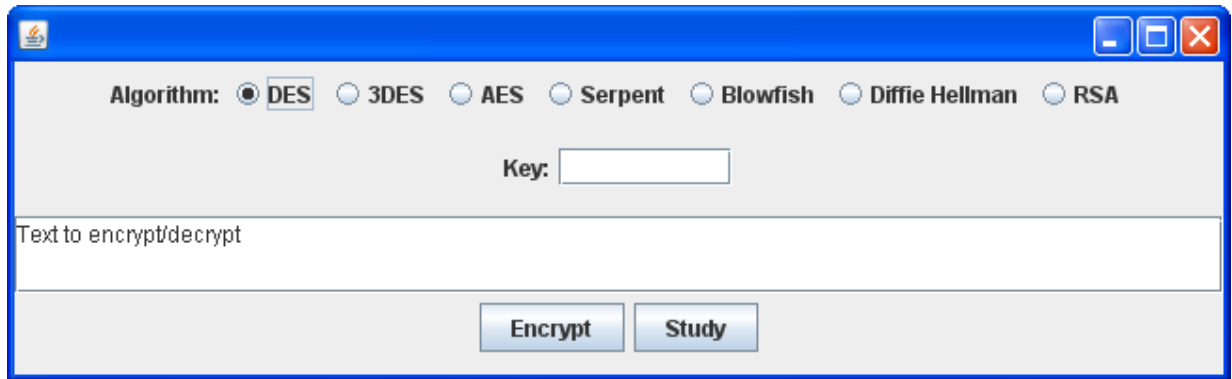 Algorithm: DES 3DES AES Serpent Blowfish Diffie Hellman RSA
Key:
Text to encrypt/decrypt
Encrypt Study